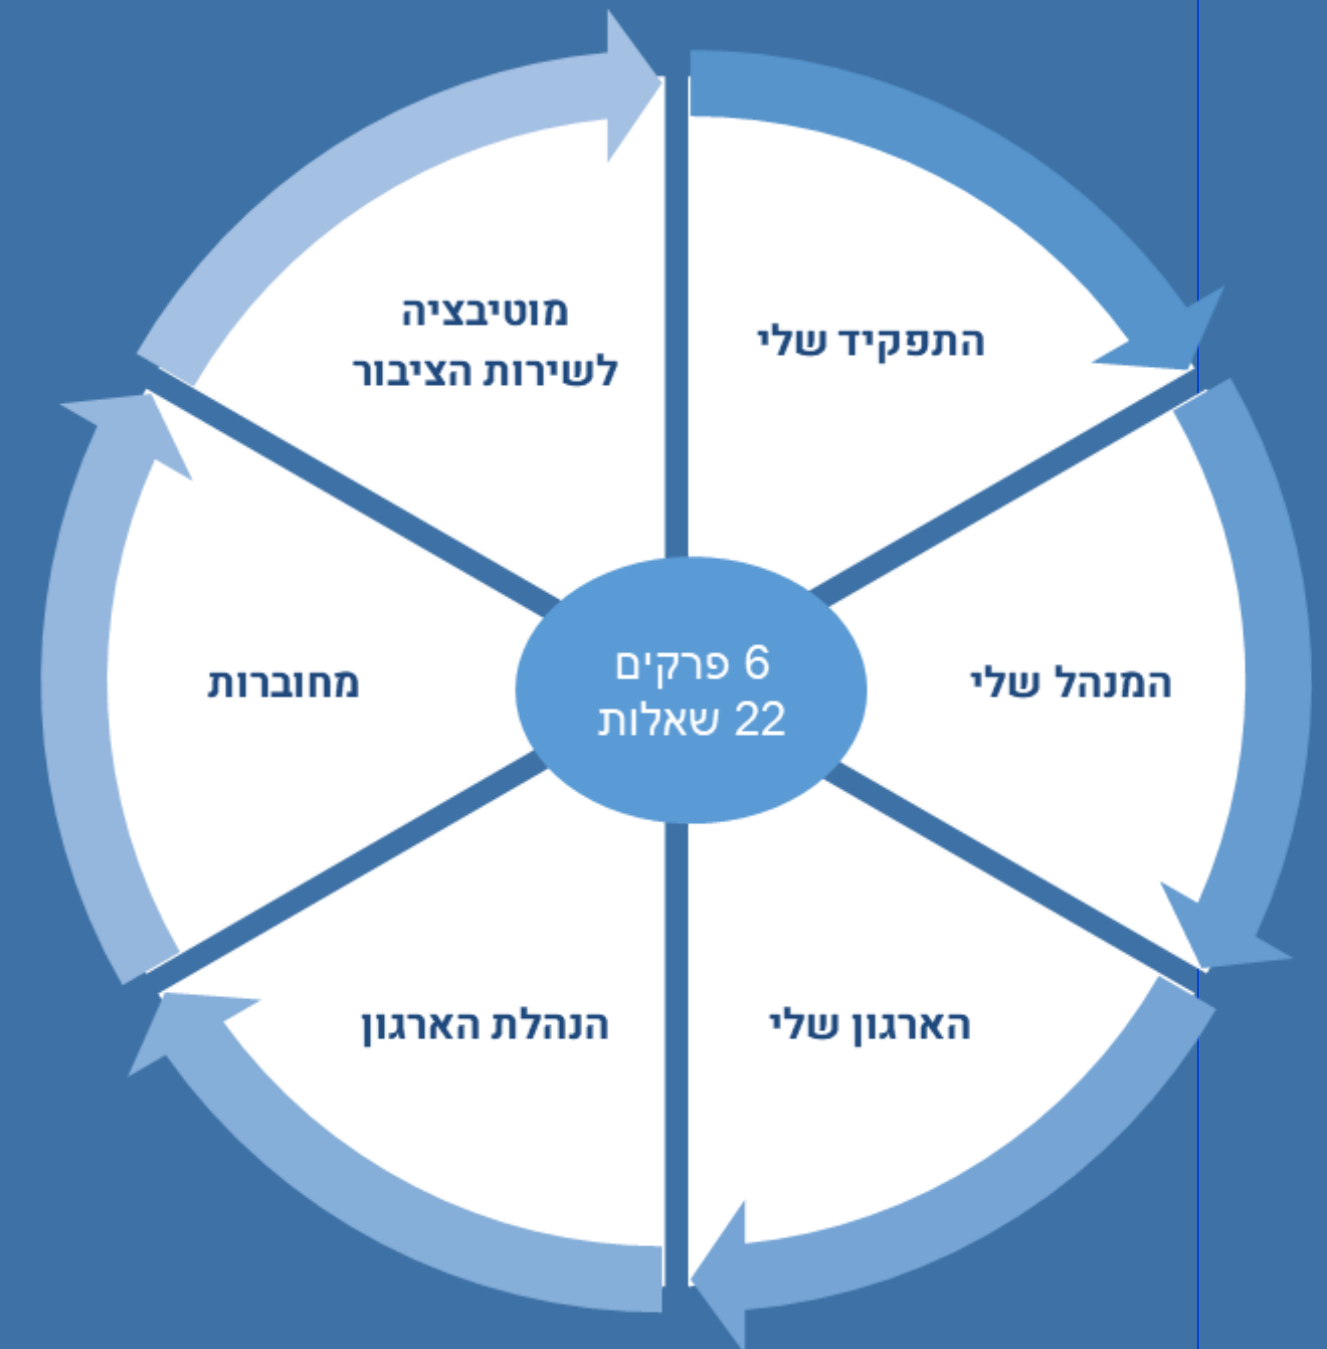 מוטיבציה
לשירות הציבור
התפקיד שלי
המנהל שלי
הארגון שלי
הנהלת הארגון
מחוברות
6 פרקים
22 שאלות